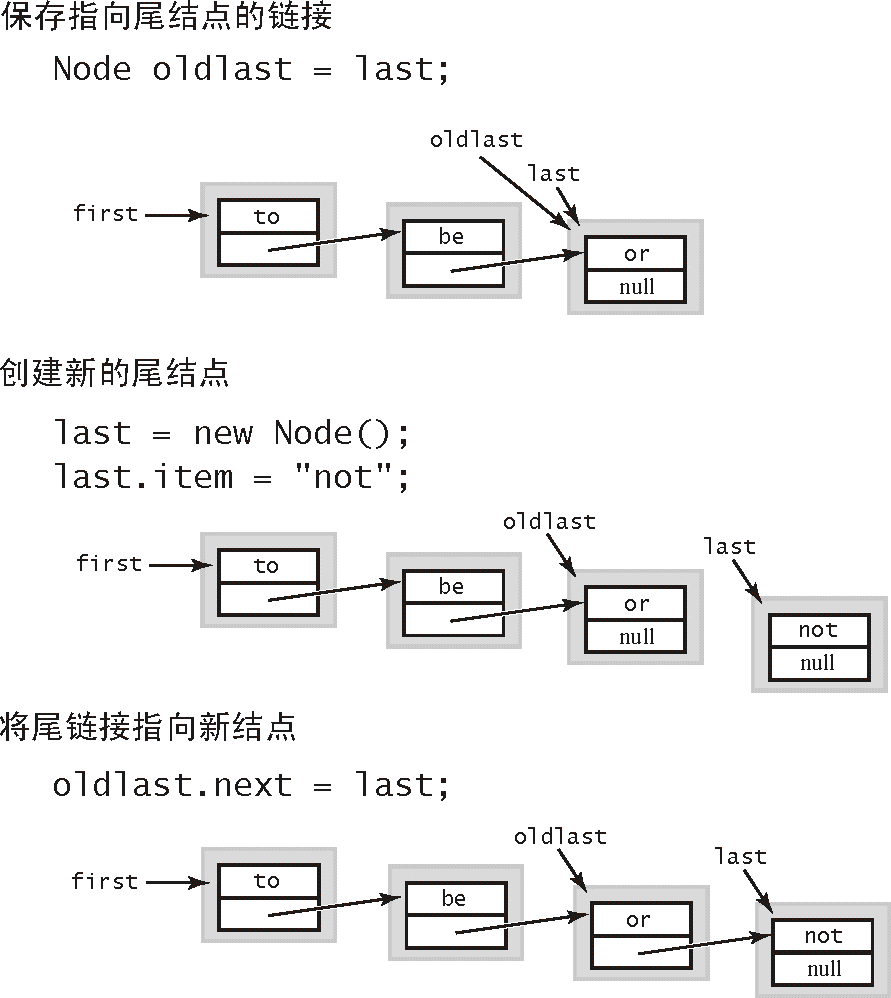 保存指向尾结点的链接
Node oldlast = last;
oldlast
last
first
to
be
or
null
创建新的尾结点
last = new Node();
last.item = "not";
oldlast
last
first
to
be
or
null
not
null
将尾链接指向新结点
oldlast.next = last;
oldlast
last
first
to
be
or
not
null